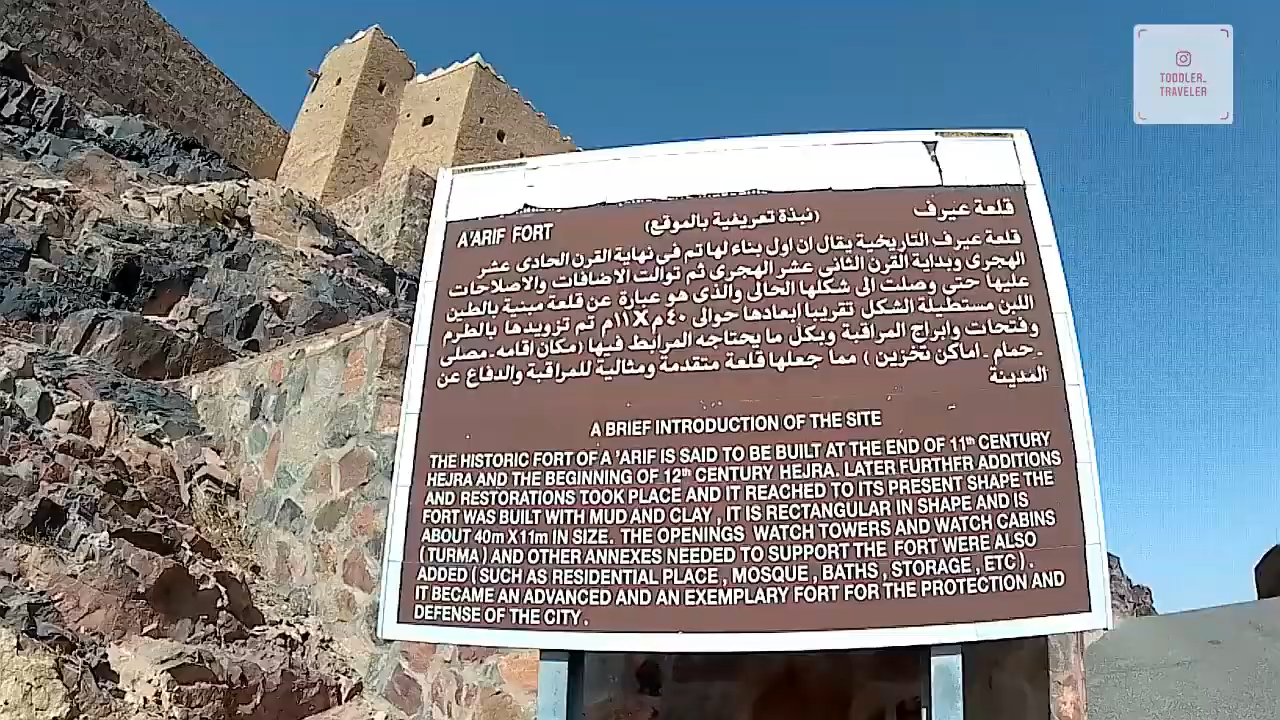 TODDLER_
TRAVELER
قلعة عيرف
(نبذة تعريفية بالموقع)
A'ARIF FORT
قلعة عيرف التاريخية يقال ان اول بناء لها تم في نهاية القرن الحادى عشر
الهجرى وبداية القرن الثانى عشر الهجرى ثم توالت الاضافات والاصلاحات
عليها حتى وصلت الى شكلها الحالى والذى هو عبارة عن قلعة مبنية بالطين
اللبن مستطيلة الشكل تقريبا ابعادها حوالى ٤٠مX١١م تم تزويدها بالطرم
وفتحات وابراج المراقبة وبكل ما يحتاجه المرابط فيها (مكان اقامه - مصلى
- حمام - اماكن تخزين ) مما جعلها قلعة متقدمة ومثالية للمراقبة والدفاع عن
المدينة
A BRIEF INTRODUCTION OF THE SITE
THE HISTORIC FORT OF A 'ARIF IS SAID TO BE BUILT AT THE END OF 11th CENTURY
HEJRA AND THE BEGINNING OF 12th CENTURY HEJRA. LATER FURTHFR ADDITIONS
AND RESTORATIONS TOOK PLACE AND IT REACHED TO ITS PRESENT SHAPE THE
FORT WAS BUILT WITH MUD AND CLAY , IT IS RECTANGULAR IN SHAPE AND IS
ABOUT 40m X11m IN SIZE. THE OPENINGS WATCH TOWERS AND WATCH CABINS
(TURMA ) AND OTHER ANNEXES NEEDED TO SUPPORT THE FORT WERE ALSO
ADDED ( SUCH AS RESIDENTIAL PLACE , MOSQUE , BATHS , STORAGE , ETC ) .
IT BECAME AN ADVANCED AND AN EXEMPLARY FORT FOR THE PROTECTION AND
DEFENSE OF THE CITY .